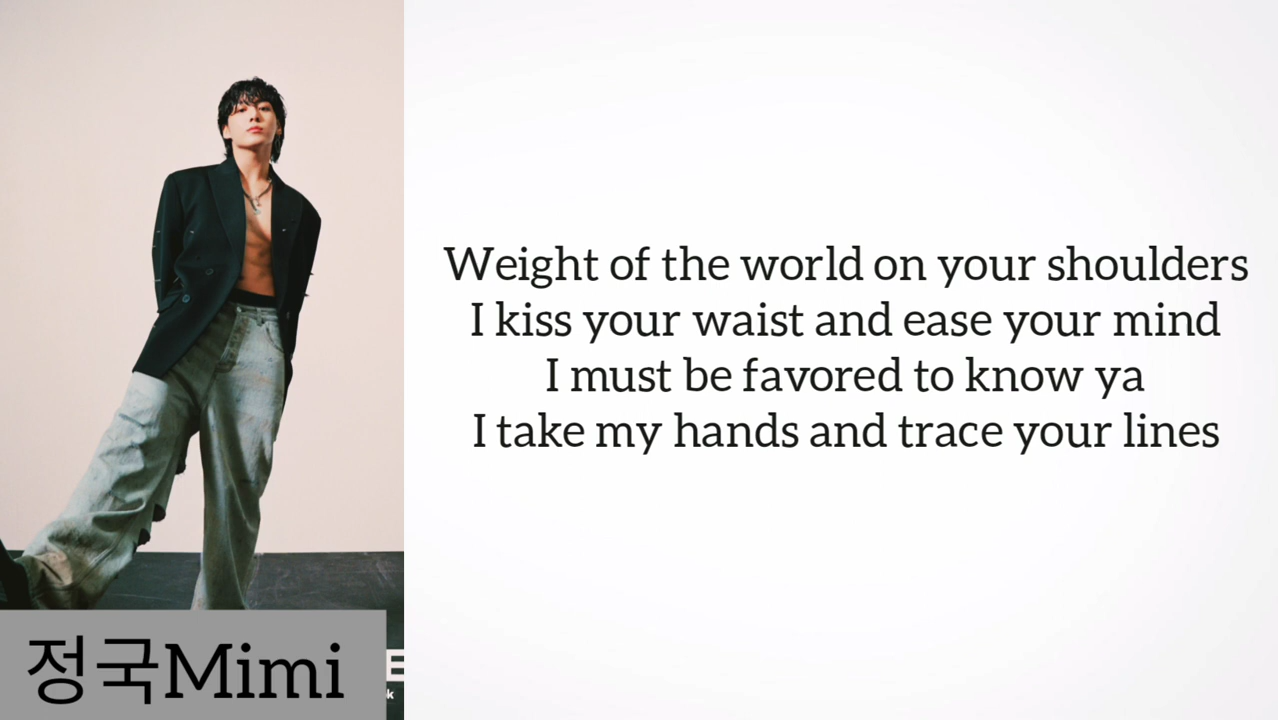 Weight of the world on your shoulders
I kiss your waist and ease your mind
I must be favored to know ya
I take my hands and trace your lines
정국Mimi
E
k